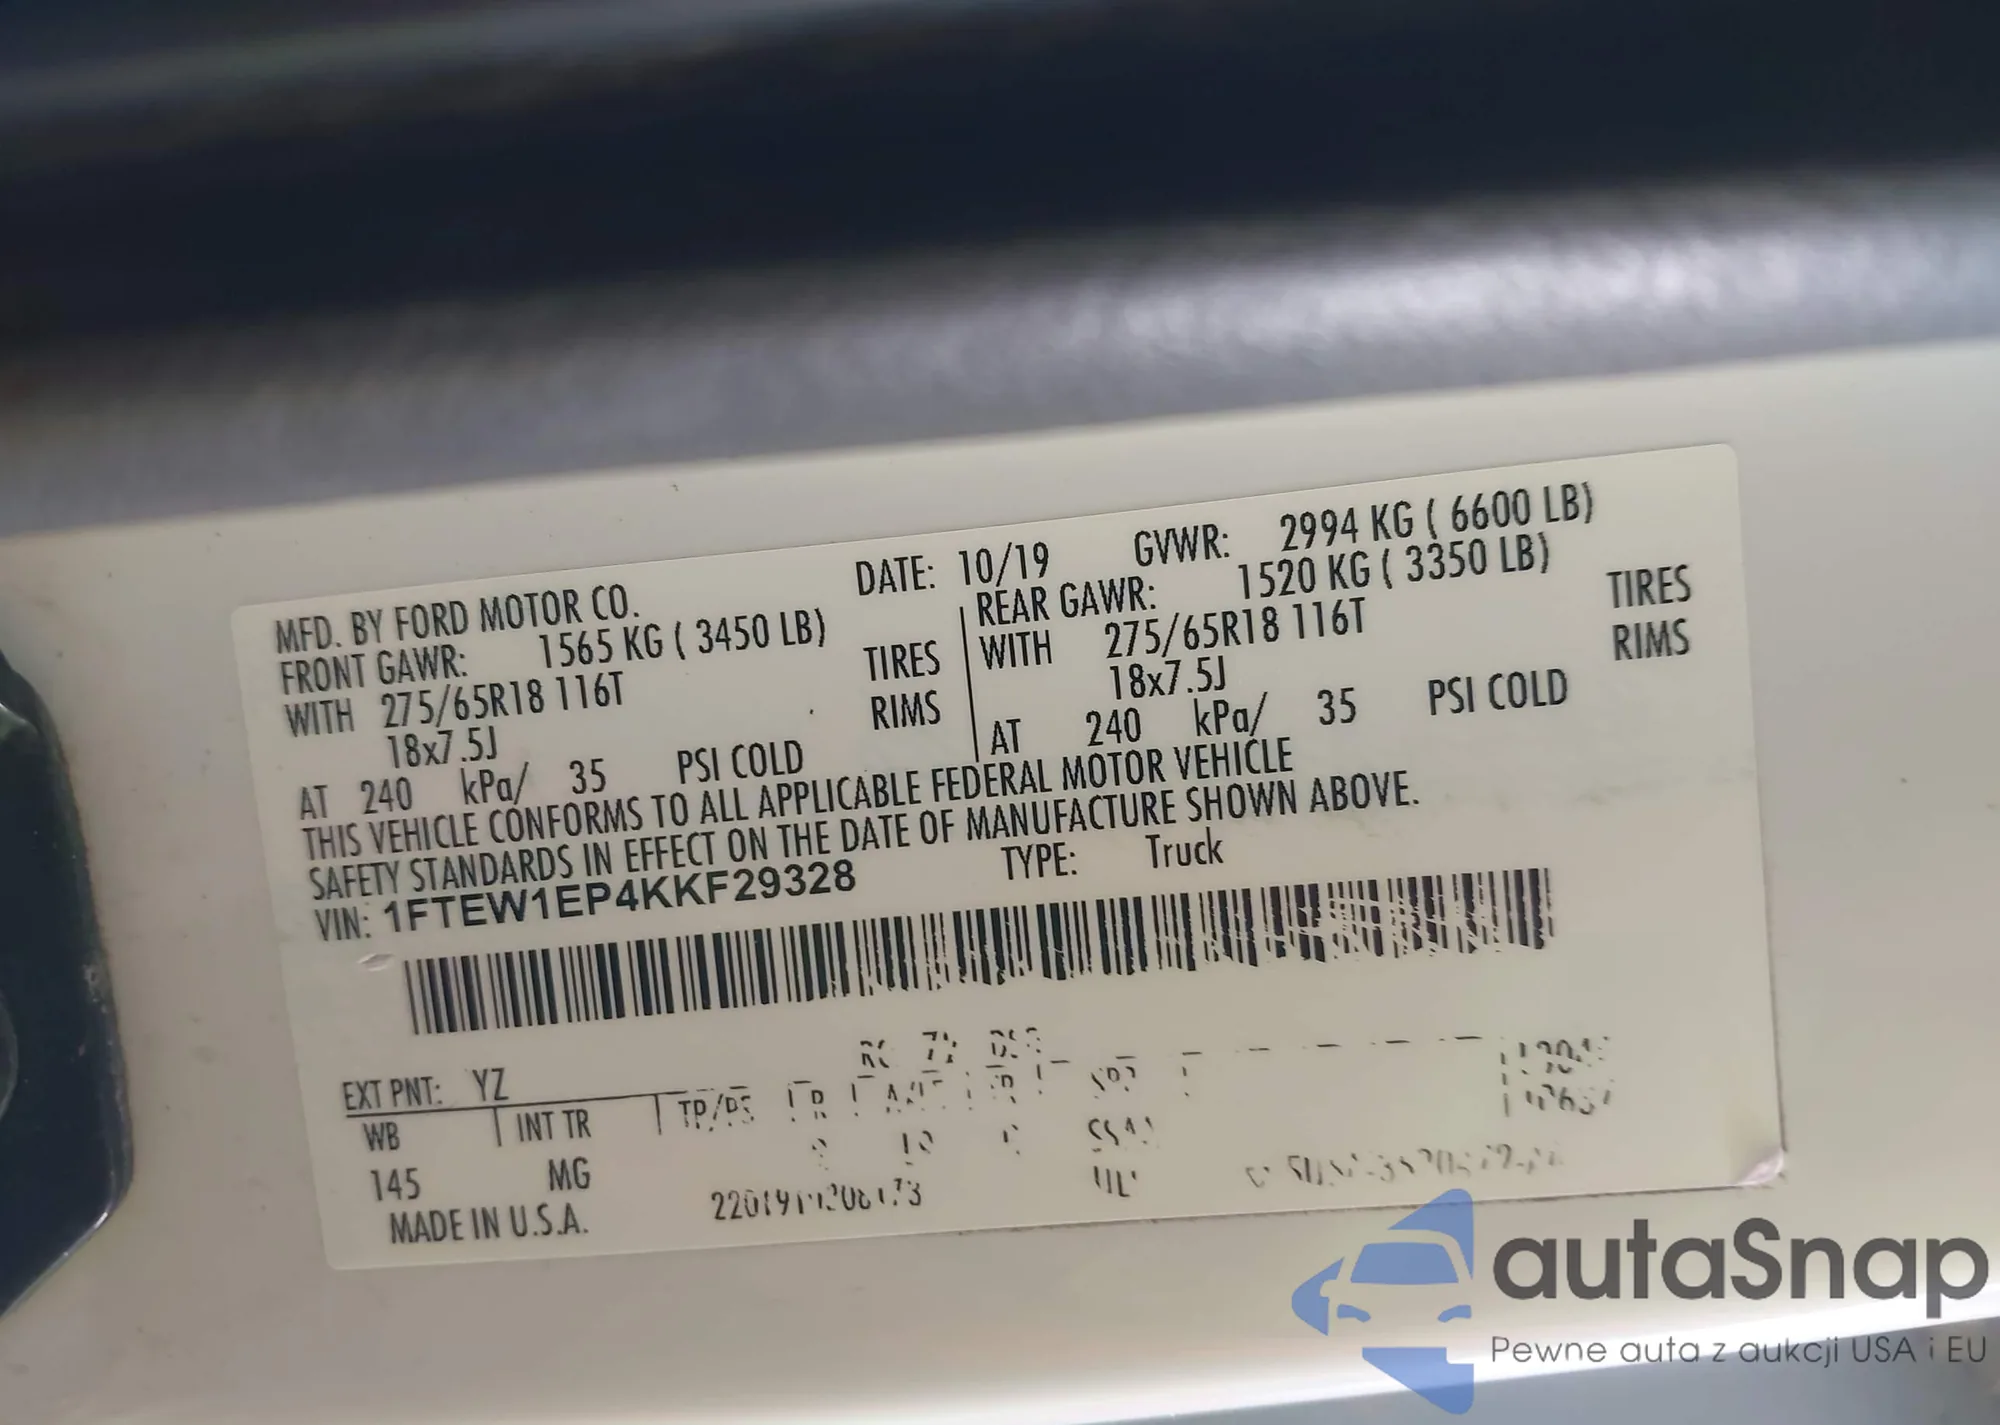 MFD. BY FORD MOTOR CO. DATE: 10/19 GVWR: 2994 KG ( 6600 LB)
FRONT GAWR: 1565 KG ( 3450 LB) REAR GAWR: 1520 KG ( 3350 LB)
WITH 275/65R18 116T TIRES WITH 275/65R18 116T TIRES
18x7.5J RIMS 18x7.5J RIMS
AT 240 kPa/ 35 PSI COLD AT 240 kPa/ 35 PSI COLD
THIS VEHICLE CONFORMS TO ALL APPLICABLE FEDERAL MOTOR VEHICLE
SAFETY STANDARDS IN EFFECT ON THE DATE OF MANUFACTURE SHOWN ABOVE.
VIN: 1FTEW1EP4KKF29328 TYPE: Truck
EXT PNT: YZ
WB INT TR
145 MG
MADE IN U.S.A.
autaSnap
Pewne auta z aukcji USA i EU